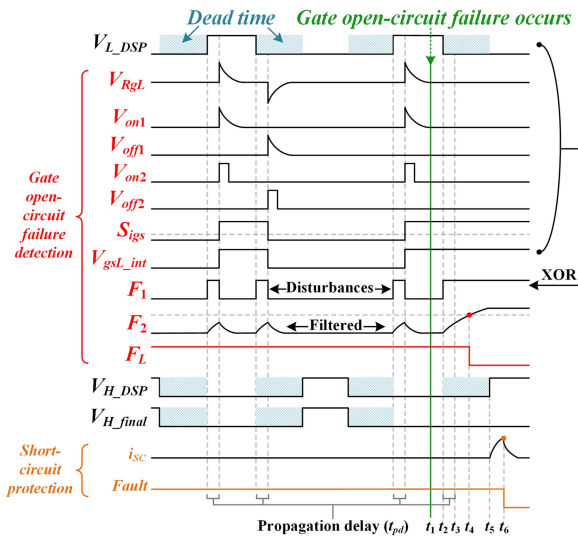 Dead time
Gate open-circuit failure occurs
V_L_DSP
V_RgL
V_on1
V_off1
V_on2
V_off2
S_igs
V_gsL_int
F_1
Disturbances
XOR
F_2
Filtered
F_L
Gate
open-
circuit
failure
detection
V_H_DSP
V_H_final
Short-
circuit
protection
i_SC
Fault
Propagation delay (t_pd)
t_1 t_2 t_3 t_4 t_5 t_6